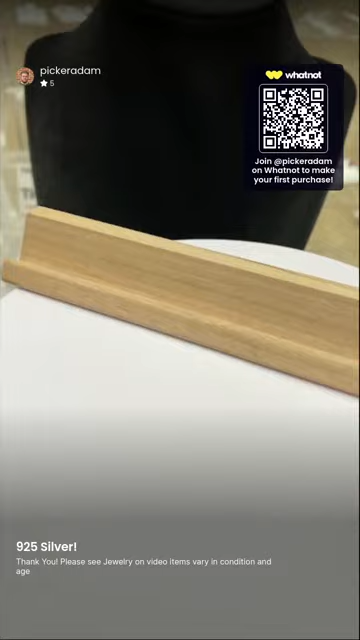 pickeradam
5
whatnot
Join @pickeradam
on Whatnot to make
your first purchase!
925 Silver!
Thank You! Please see Jewelry on video items vary in condition and
age